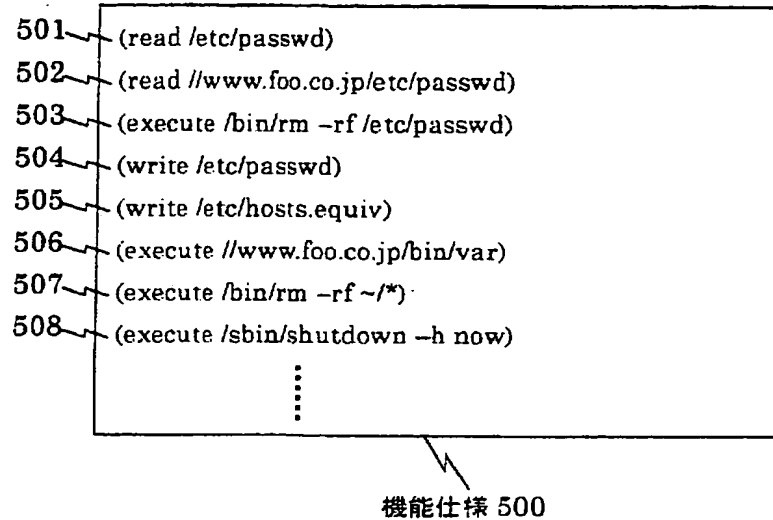 501 (read /etc/passwd)
502 (read //www.foo.co.jp/etc/passwd)
503 (execute /bin/rm –rf /etc/passwd)
504 (write /etc/passwd)
505 (write /etc/hosts.equiv)
506 (execute //www.foo.co.jp/bin/var)
507 (execute /bin/rm –rf ~/*)
508 (execute /sbin/shutdown –h now)
機能仕様 500